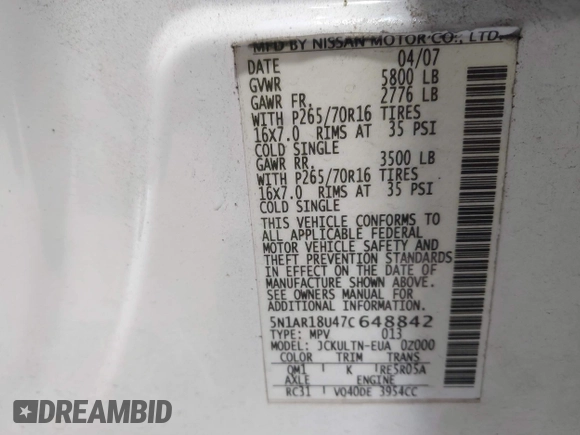 MFD BY NISSAN MOTOR CO., LTD.
DATE 04/07
GVWR 5800 LB
GAWR FR. 2776 LB
WITH P265/70R16 TIRES
16X7.0 RIMS AT 35 PSI
COLD SINGLE
GAWR RR. 3500 LB
WITH P265/70R16 TIRES
16X7.0 RIMS AT 35 PSI
COLD SINGLE
THIS VEHICLE CONFORMS TO
ALL APPLICABLE FEDERAL
MOTOR VEHICLE SAFETY AND
THEFT PREVENTION STANDARDS
IN EFFECT ON THE DATE OF
MANUFACTURE SHOWN ABOVE.
SEE OWNERS MANUAL FOR
ADDITIONAL INFORMATION.
5N1AR18U47C648842
TYPE: MPV 013
MODEL: JCKULTN-EUA 0Z000
COLOR TRIM TRANS
QM1 K RE5R05A
AXLE ENGINE
RC31 VQ40DE 3954CC
DREAMBID